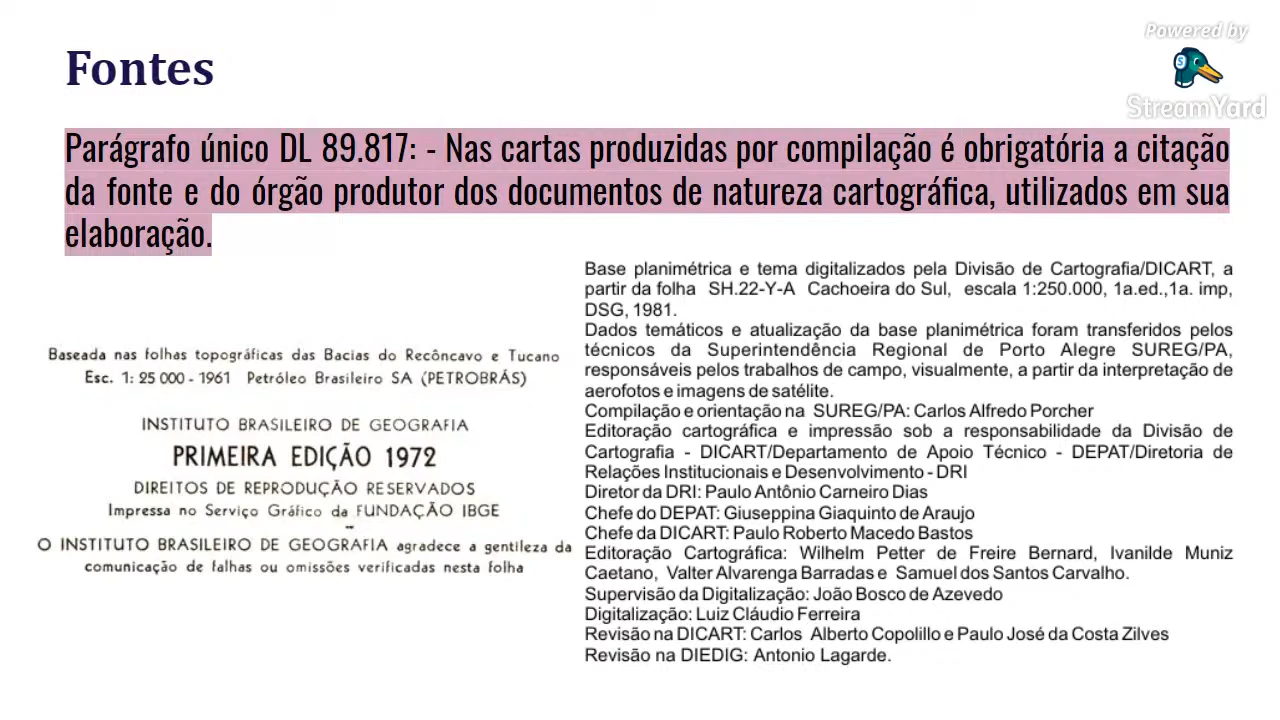 Powered by
StreamYard
Fontes
Parágrafo único DL 89.817: - Nas cartas produzidas por compilação é obrigatória a citação
da fonte e do órgão produtor dos documentos de natureza cartográfica, utilizados em sua
elaboração.
Baseada nas folhas topográficas das Bacias do Recôncavo e Tucano
Esc. 1: 25 000 - 1961 Petróleo Brasileiro SA (PETROBRÁS)
INSTITUTO BRASILEIRO DE GEOGRAFIA
PRIMEIRA EDIÇÃO 1972
DIREITOS DE REPRODUÇÃO RESERVADOS
Impressa no Serviço Gráfico da FUNDAÇÃO IBGE
O INSTITUTO BRASILEIRO DE GEOGRAFIA agradece a gentileza da
comunicação de falhas ou omissões verificadas nesta folha
Base planimétrica e tema digitalizados pela Divisão de Cartografia/DICART, a
partir da folha SH.22-Y-A Cachoeira do Sul, escala 1:250.000, 1a.ed.,1a. imp,
DSG, 1981.
Dados temáticos e atualização da base planimétrica foram transferidos pelos
técnicos da Superintendência Regional de Porto Alegre SUREG/PA,
responsáveis pelos trabalhos de campo, visualmente, a partir da interpretação de
aerofotos e imagens de satélite.
Compilação e orientação na SUREG/PA: Carlos Alfredo Porcher
Editoração cartográfica e impressão sob a responsabilidade da Divisão de
Cartografia - DICART/Departamento de Apoio Técnico - DEPAT/Diretoria de
Relações Institucionais e Desenvolvimento - DRI
Diretor da DRI: Paulo Antônio Carneiro Dias
Chefe do DEPAT: Giuseppina Giaquinto de Araujo
Chefe da DICART: Paulo Roberto Macedo Bastos
Editoração Cartográfica: Wilhelm Petter de Freire Bernard, Ivanilde Muniz
Caetano, Valter Alvarenga Barradas e Samuel dos Santos Carvalho.
Supervisão da Digitalização: João Bosco de Azevedo
Digitalização: Luiz Cláudio Ferreira
Revisão na DICART: Carlos Alberto Copolillo e Paulo José da Costa Zilves
Revisão na DIEDIG: Antonio Lagarde.